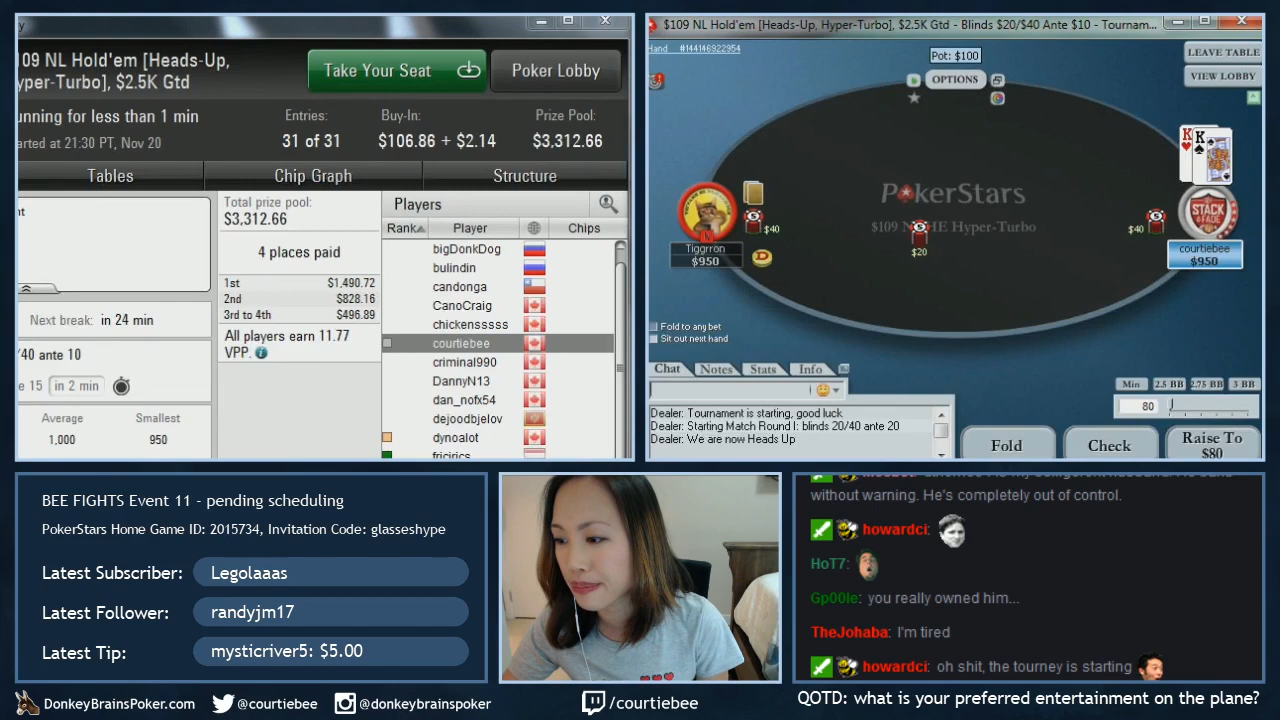 y
09 NL Hold'em [Heads-Up,
yper-Turbo], $2.5K Gtd
Take Your Seat
Poker Lobby
unning for less than 1 min
arted at 21:30 PT, Nov 20
Entries:
31 of 31
Buy-In:
$106.86 + $2.14
Prize Pool:
$3,312.66
Tables
Chip Graph
Structure
nt
Next break: in 24 min
/40 ante 10
e 15 in 2 min
Average
1,000
Smallest
950
Total prize pool:
$3,312.66
4 places paid
1st $1,490.72
2nd $828.16
3rd to 4th $496.89
All players earn 11.77
VPP.
Players
Rank Player Chips
bigDonkDog
bulindin
candonga
CanoCraig
chickensssss
courtiebee
criminal990
DannyN13
dan_nofx54
dejoodbjelov
dynoalot
fricirics
$109 NL Hold'em [Heads-Up, Hyper-Turbo], $2.5K Gtd - Blinds $20/$40 Ante $10 - Tournam...
Hand #144146922954
Pot: $100
OPTIONS
LEAVE TABLE
VIEW LOBBY
K K
PokerStars
$109 NLHE Hyper-Turbo
$40
$20
$40
Tiggrron
$950
D
STACK
& FADE
courtiebee
$950
Fold to any bet
Sit out next hand
Chat
Notes
Stats
Info
Dealer: Tournament is starting, good luck
Dealer: Starting Match Round I: blinds 20/40 ante 20
Dealer: We are now Heads Up
Min
2.5 BB
2.75 BB
3 BB
80
Fold
Check
Raise To
$80
BEE FIGHTS Event 11 - pending scheduling
PokerStars Home Game ID: 2015734, Invitation Code: glasseshype
Latest Subscriber: Legolaaas
Latest Follower: randyjm17
Latest Tip: mysticriver5: $5.00
without warning. He's completely out of control.
howardci:
HoT7:
Gp00le: you really owned him...
TheJohaba: I'm tired
howardci: oh shit, the tourney is starting
DonkeyBrainsPoker.com
@courtiebee
@donkeybrainspoker
/courtiebee
QOTD: what is your preferred entertainment on the plane?